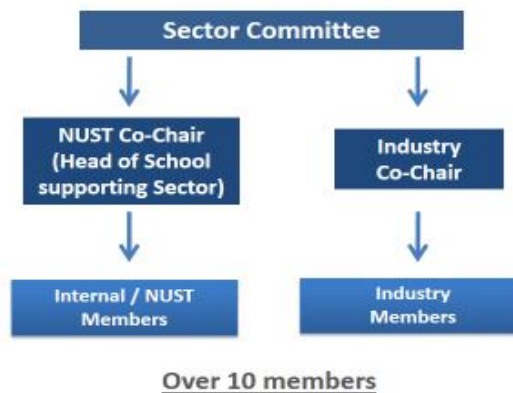 Sector Committee
NUST Co-Chair
(Head of School
supporting Sector)
Industry
Co-Chair
Internal / NUST
Members
Industry
Members
Over 10 members